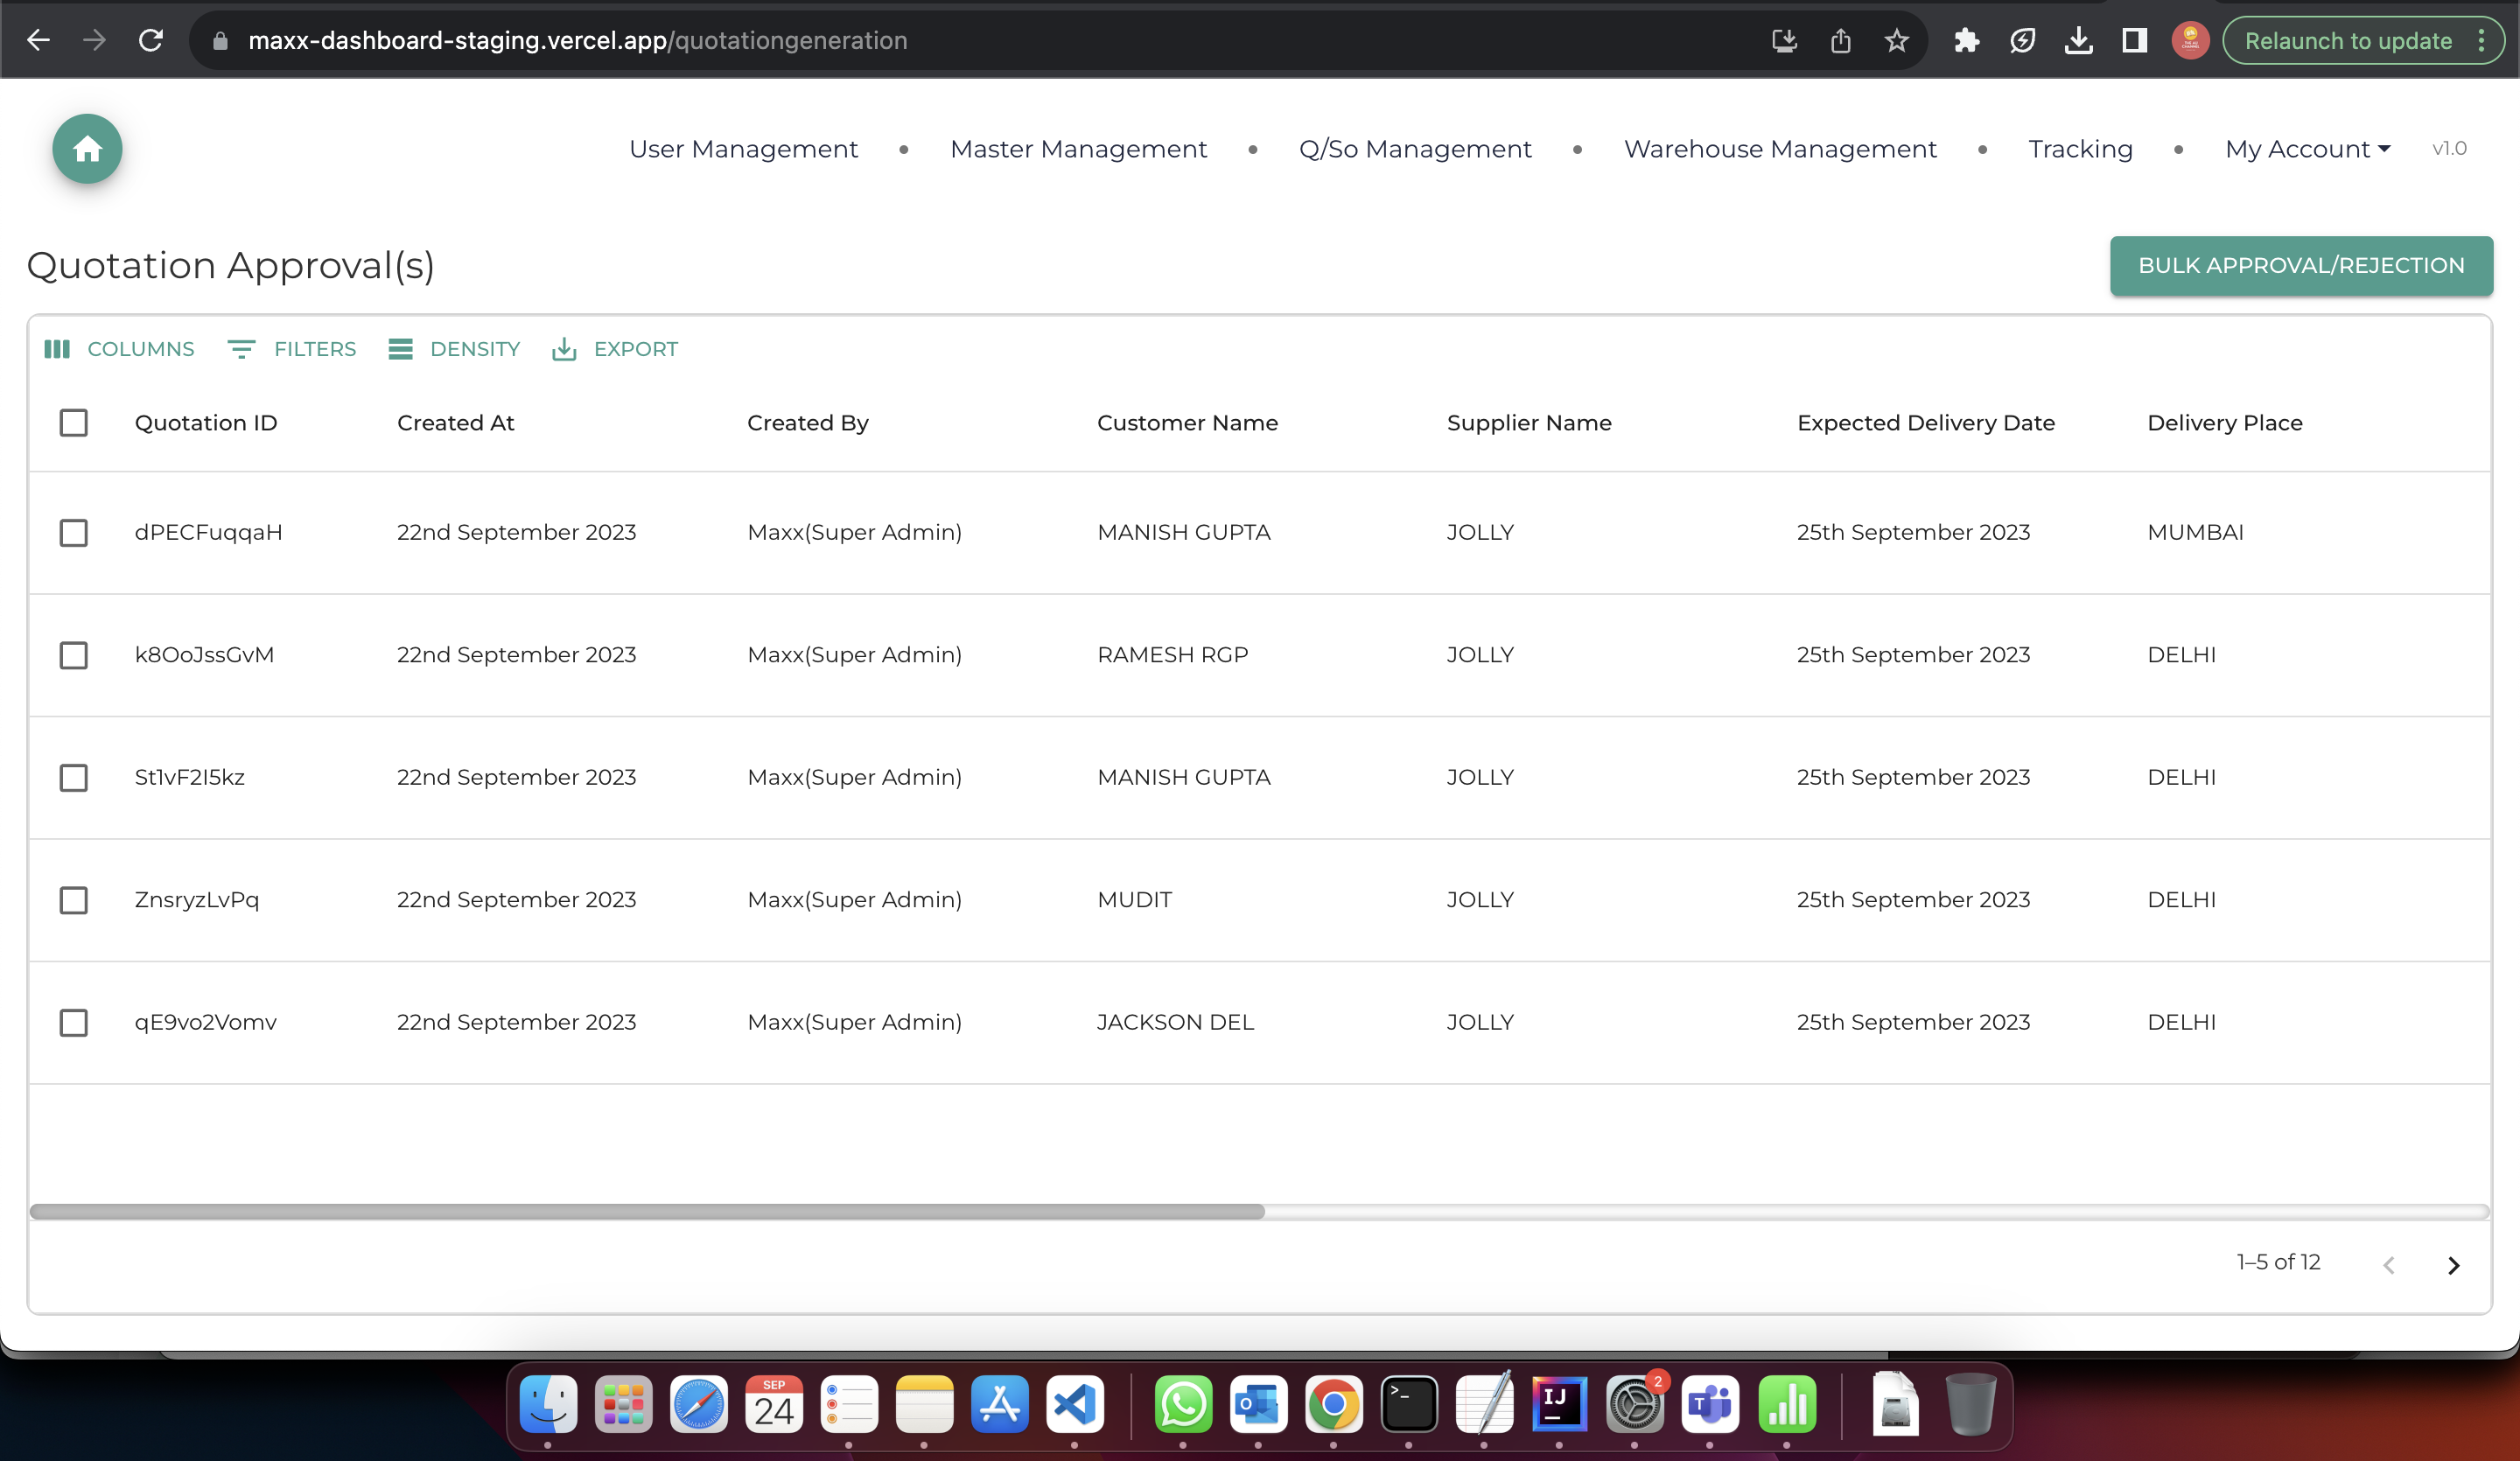 maxx-dashboard-staging.vercel.app/quotationgeneration
Relaunch to update
User Management • Master Management • Q/So Management • Warehouse Management • Tracking • My Account v1.0
Quotation Approval(s)
BULK APPROVAL/REJECTION
COLUMNS FILTERS DENSITY EXPORT
Quotation ID Created At Created By Customer Name Supplier Name Expected Delivery Date Delivery Place
dPECFuqqaH 22nd September 2023 Maxx(Super Admin) MANISH GUPTA JOLLY 25th September 2023 MUMBAI
k8OoJssGvM 22nd September 2023 Maxx(Super Admin) RAMESH RGP JOLLY 25th September 2023 DELHI
St1vF2I5kz 22nd September 2023 Maxx(Super Admin) MANISH GUPTA JOLLY 25th September 2023 DELHI
ZnsryzLvPq 22nd September 2023 Maxx(Super Admin) MUDIT JOLLY 25th September 2023 DELHI
qE9vo2Vomv 22nd September 2023 Maxx(Super Admin) JACKSON DEL JOLLY 25th September 2023 DELHI
1–5 of 12
SEP
24
IJ
2
T